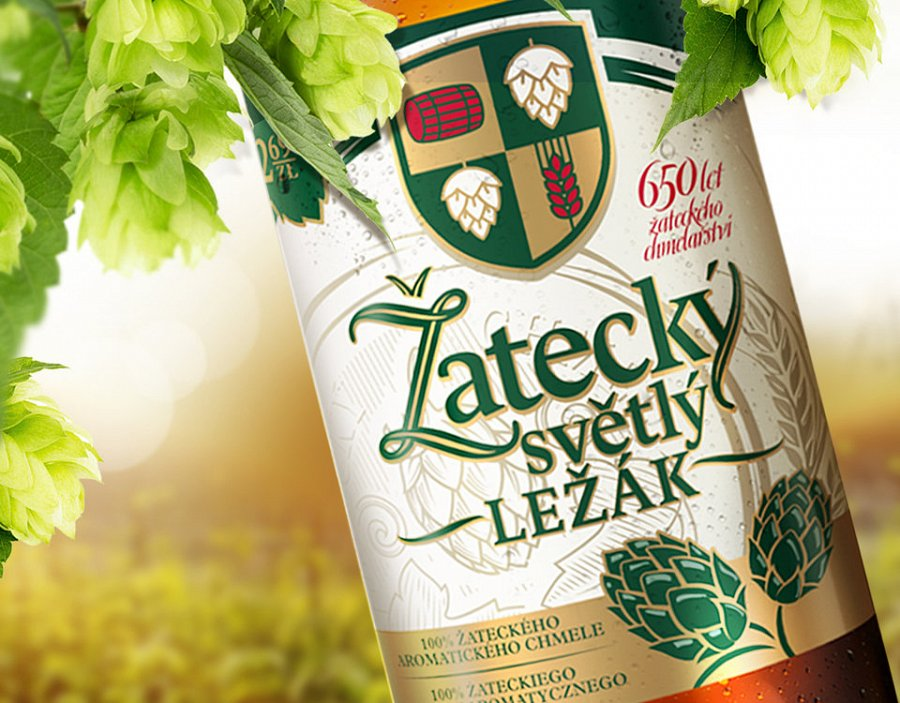 650 let
žateckého
chmelařství
Žatecký
světlý
LEŽÁK
100% ŽATECKÉHO
AROMATICKÉHO CHMELE
100% ŻATECKIEGO
AROMATYCZNEGO